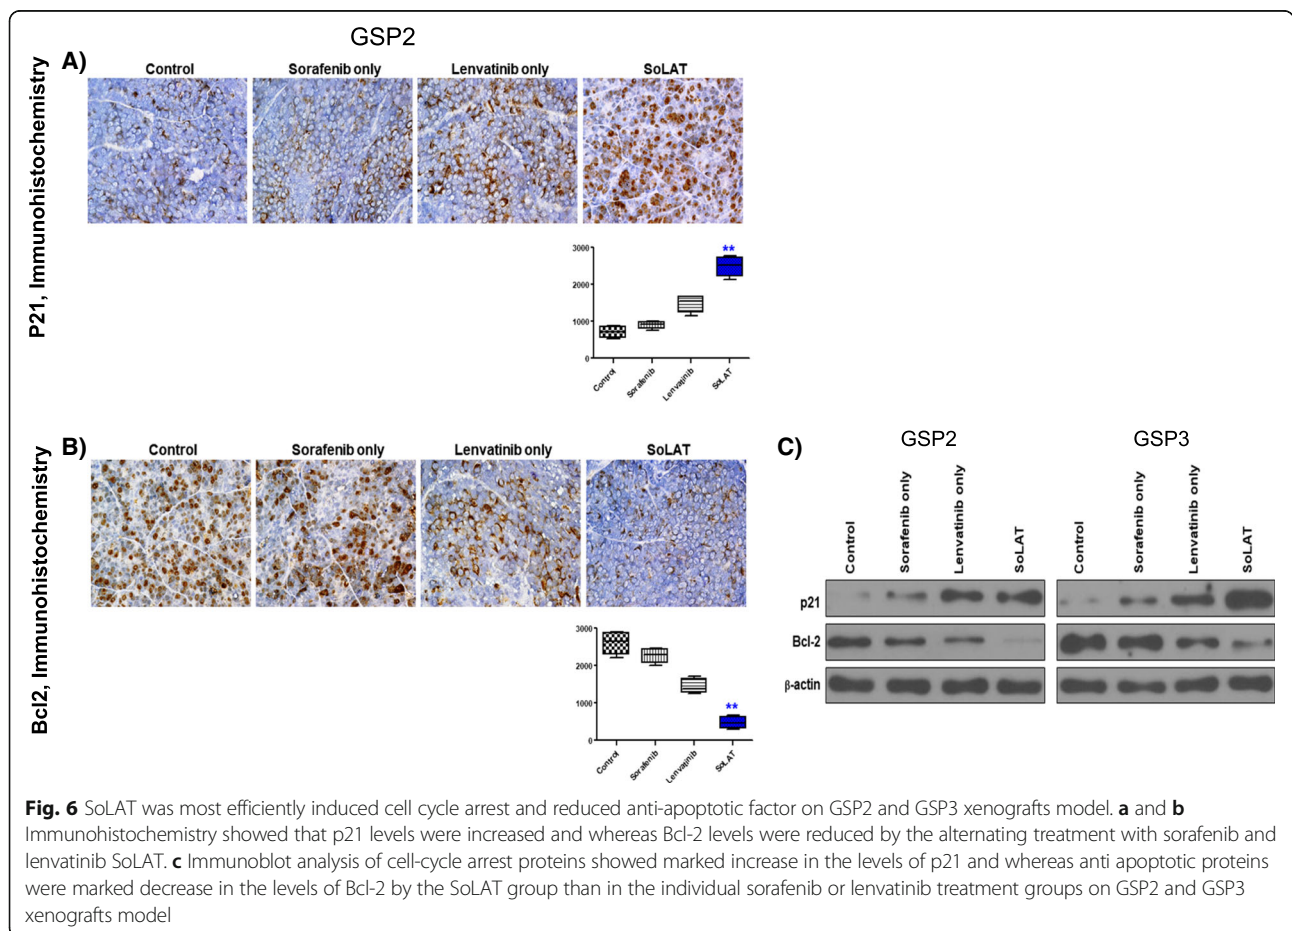 GSP2
A)
P21, Immunohistochemistry
Control Sorafenib only Lenvatinib only SoLAT
3000
2000
1000
0
**
Control Sorafenib Lenvatinib SoLAT
B)
Bcl2, Immunohistochemistry
Control Sorafenib only Lenvatinib only SoLAT
3000
2000
1000
0
**
Control Sorafenib Lenvatinib SoLAT
C)
GSP2 GSP3
Control Sorafenib only Lenvatinib only SoLAT Control Sorafenib only Lenvatinib only SoLAT
p21
Bcl-2
β-actin
Fig. 6 SoLAT was most efficiently induced cell cycle arrest and reduced anti-apoptotic factor on GSP2 and GSP3 xenografts model. a and b
Immunohistochemistry showed that p21 levels were increased and whereas Bcl-2 levels were reduced by the alternating treatment with sorafenib and
lenvatinib SoLAT. c Immunoblot analysis of cell-cycle arrest proteins showed marked increase in the levels of p21 and whereas anti apoptotic proteins
were marked decrease in the levels of Bcl-2 by the SoLAT group than in the individual sorafenib or lenvatinib treatment groups on GSP2 and GSP3
xenografts model